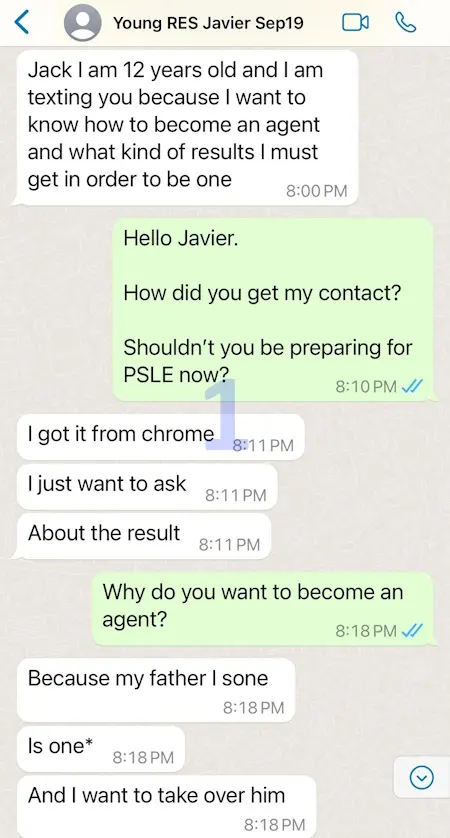 Young RES Javier Sep19
Jack I am 12 years old and I am
texting you because I want to
know how to become an agent
and what kind of results I must
get in order to be one
8:00 PM
Hello Javier.
How did you get my contact?
Shouldn't you be preparing for
PSLE now?
8:10 PM
1.
I got it from chrome
8:11 PM
I just want to ask
8:11 PM
About the result
8:11 PM
Why do you want to become an
agent?
8:18 PM
Because my father I sone
8:18 PM
Is one*
8:18 PM
And I want to take over him
8:18 PM